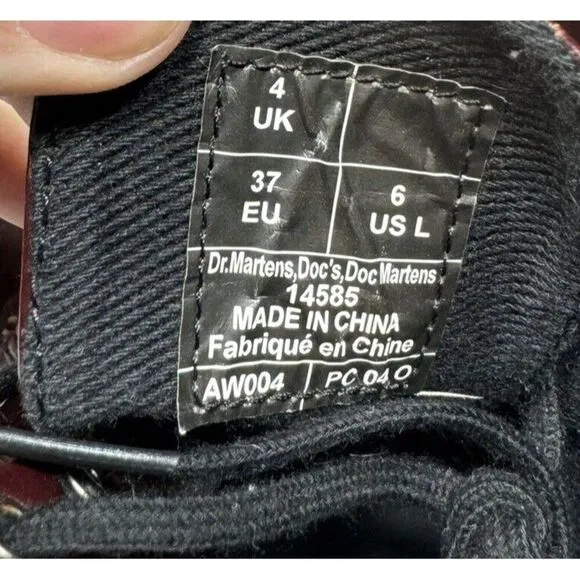 4
UK
37
EU
6
US L
Dr.Martens,Doc's,Doc Martens
14585
MADE IN CHINA
Fabriqué en Chine
AW004
PC 04 O